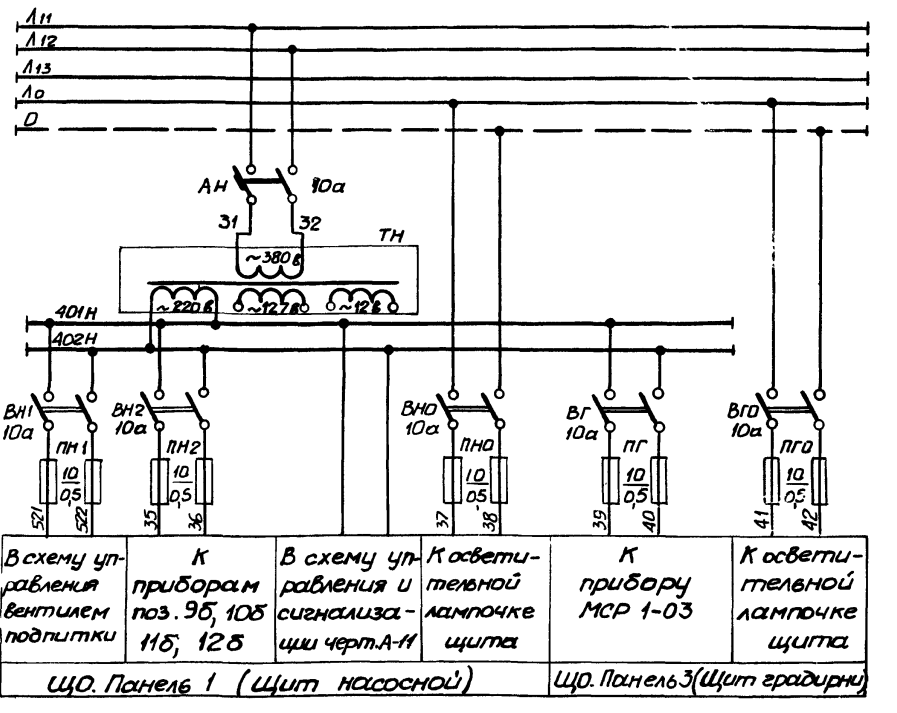 Л11
Л12
Л13
Л0
0
АН 10а
31 32
ТН
~380в
~220в ~127в ~12в
401Н
402Н
ВН1
10а
ПН1
10
0,5
521 522
ВН2
10а
ПН2
10
0,5
35 36
ВНО
10а
ПНО
10
0,5
37 38
ВГ
10а
ПГ
10
0,5
39 40
ВГО
10а
ПГО
10
0,5
41 42
В схему уп-
равления
вентилем
подпитки
К
приборам
поз. 9б, 10б
11б, 12б
В схему уп-
равления и
сигнализа-
ции черт. А-11
К освети-
тельной
лампочке
щита
К
прибору
МСР 1-03
К освети-
тельной
лампочке
щита
ЩО. Панель 1 (Щит насосной)
ЩО. Панель 3 (Щит градирни)